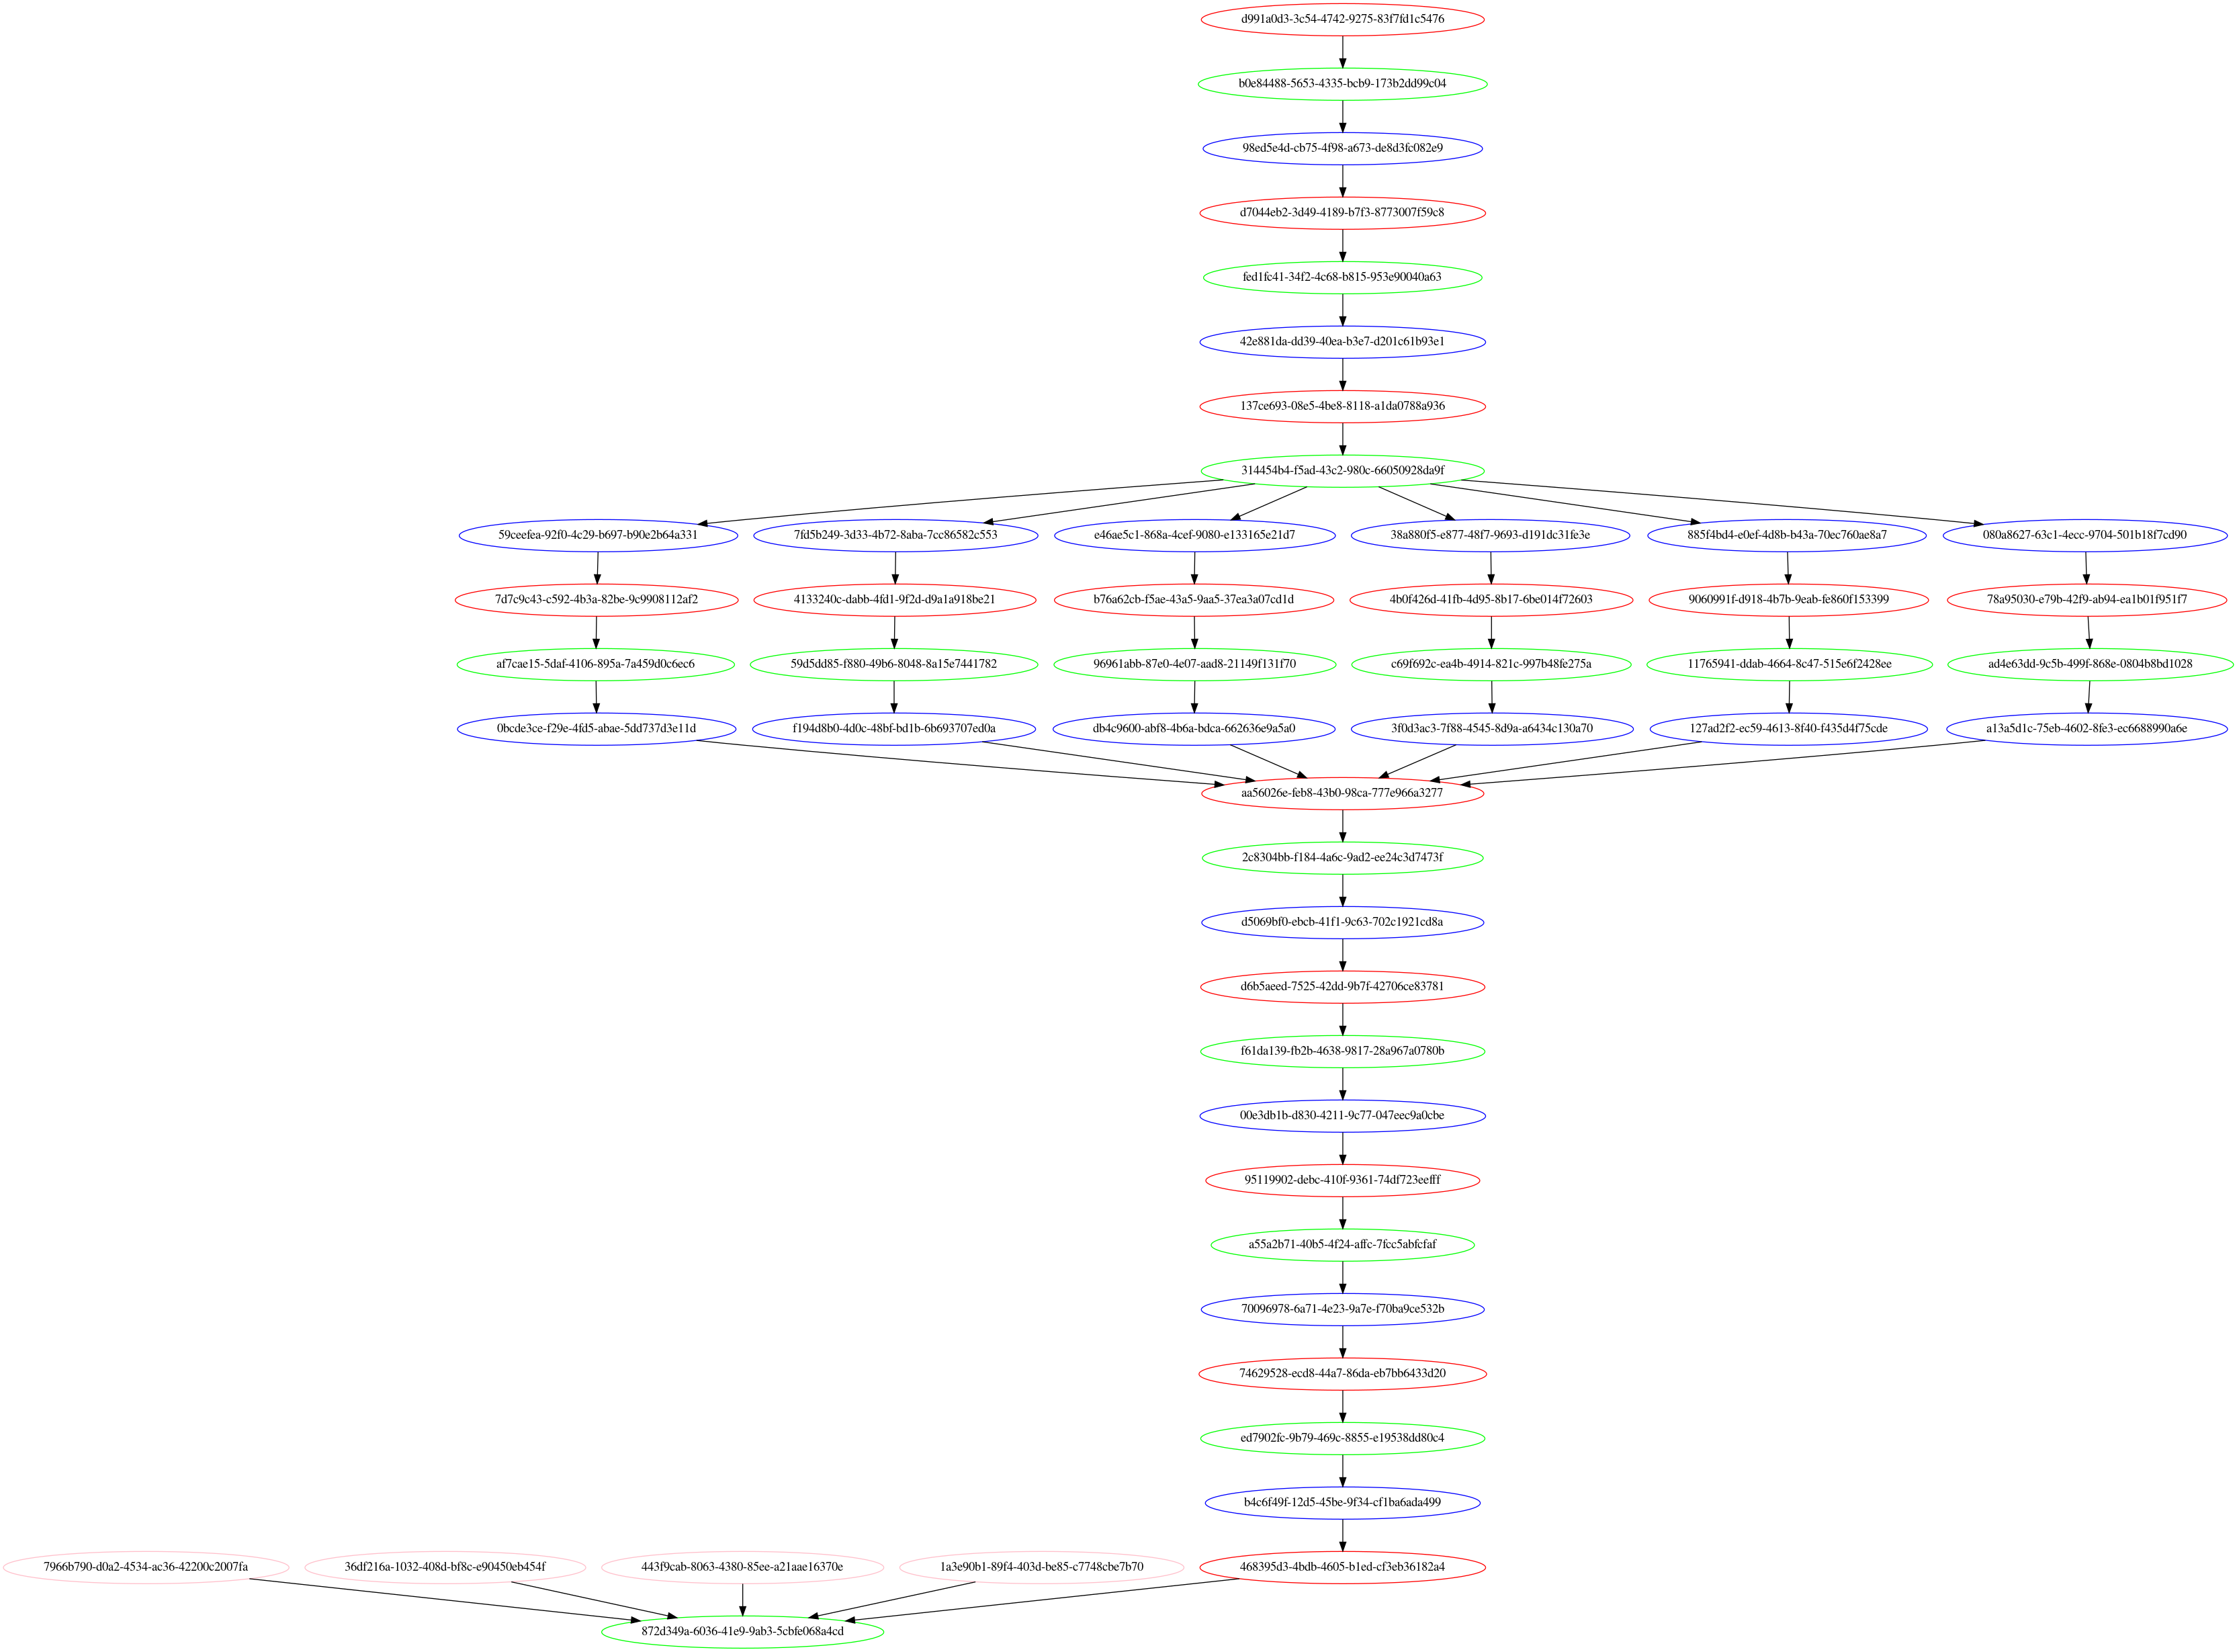 d991a0d3-3c54-4742-9275-83f7fd1c5476
b0e84488-5653-4335-bcb9-173b2dd99c04
98ed5e4d-cb75-4f98-a673-de8d3fc082e9
d7044eb2-3d49-4189-b7f3-8773007f59c8
fed1fc41-34f2-4c68-b815-953e90040a63
42e881da-dd39-40ea-b3e7-d201c61b93e1
137ce693-08e5-4be8-8118-a1da0788a936
314454b4-f5ad-43c2-980c-66050928da9f
59ceefea-92f0-4c29-b697-b90e2b64a331 7fd5b249-3d33-4b72-8aba-7cc86582c553 e46ae5c1-868a-4cef-9080-e133165e21d7 38a880f5-e877-48f7-9693-d191dc31fe3e 885f4bd4-e0ef-4d8b-b43a-70ec760ae8a7 080a8627-63c1-4ecc-9704-501b18f7cd90
7d7c9c43-c592-4b3a-82be-9c9908112af2 4133240c-dabb-4fd1-9f2d-d9a1a918be21 b76a62cb-f5ae-43a5-9aa5-37ea3a07cd1d 4b0f426d-41fb-4d95-8b17-6be014f72603 9060991f-d918-4b7b-9eab-fe860f153399 78a95030-e79b-42f9-ab94-ea1b01f951f7
af7cae15-5daf-4106-895a-7a459d0c6ec6 59d5dd85-f880-49b6-8048-8a15e7441782 96961abb-87e0-4e07-aad8-21149f131f70 c69f692c-ea4b-4914-821c-997b48fe275a 11765941-ddab-4664-8c47-515e6f2428ee ad4e63dd-9c5b-499f-868e-0804b8bd1028
0bcde3ce-f29e-4fd5-abae-5dd737d3e11d f194d8b0-4d0c-48bf-bd1b-6b693707ed0a db4c9600-abf8-4b6a-bdca-662636e9a5a0 3f0d3ac3-7f88-4545-8d9a-a6434c130a70 127ad2f2-ec59-4613-8f40-f435d4f75cde a13a5d1c-75eb-4602-8fe3-ec6688990a6e
aa56026e-feb8-43b0-98ca-777e966a3277
2c8304bb-f184-4a6c-9ad2-ee24c3d7473f
d5069bf0-ebcb-41f1-9c63-702c1921cd8a
d6b5aeed-7525-42dd-9b7f-42706ce83781
f61da139-fb2b-4638-9817-28a967a0780b
00e3db1b-d830-4211-9c77-047eec9a0cbe
95119902-debc-410f-9361-74df723eefff
a55a2b71-40b5-4f24-affc-7fcc5abfcfaf
70096978-6a71-4e23-9a7e-f70ba9ce532b
74629528-ecd8-44a7-86da-eb7bb6433d20
ed7902fc-9b79-469c-8855-e19538dd80c4
b4c6f49f-12d5-45be-9f34-cf1ba6ada499
7966b790-d0a2-4534-ac36-42200c2007fa 36df216a-1032-408d-bf8c-e90450eb454f 443f9cab-8063-4380-85ee-a21aae16370e 1a3e90b1-89f4-403d-be85-c7748cbe7b70 468395d3-4bdb-4605-b1ed-cf3eb36182a4
872d349a-6036-41e9-9ab3-5cbfe068a4cd